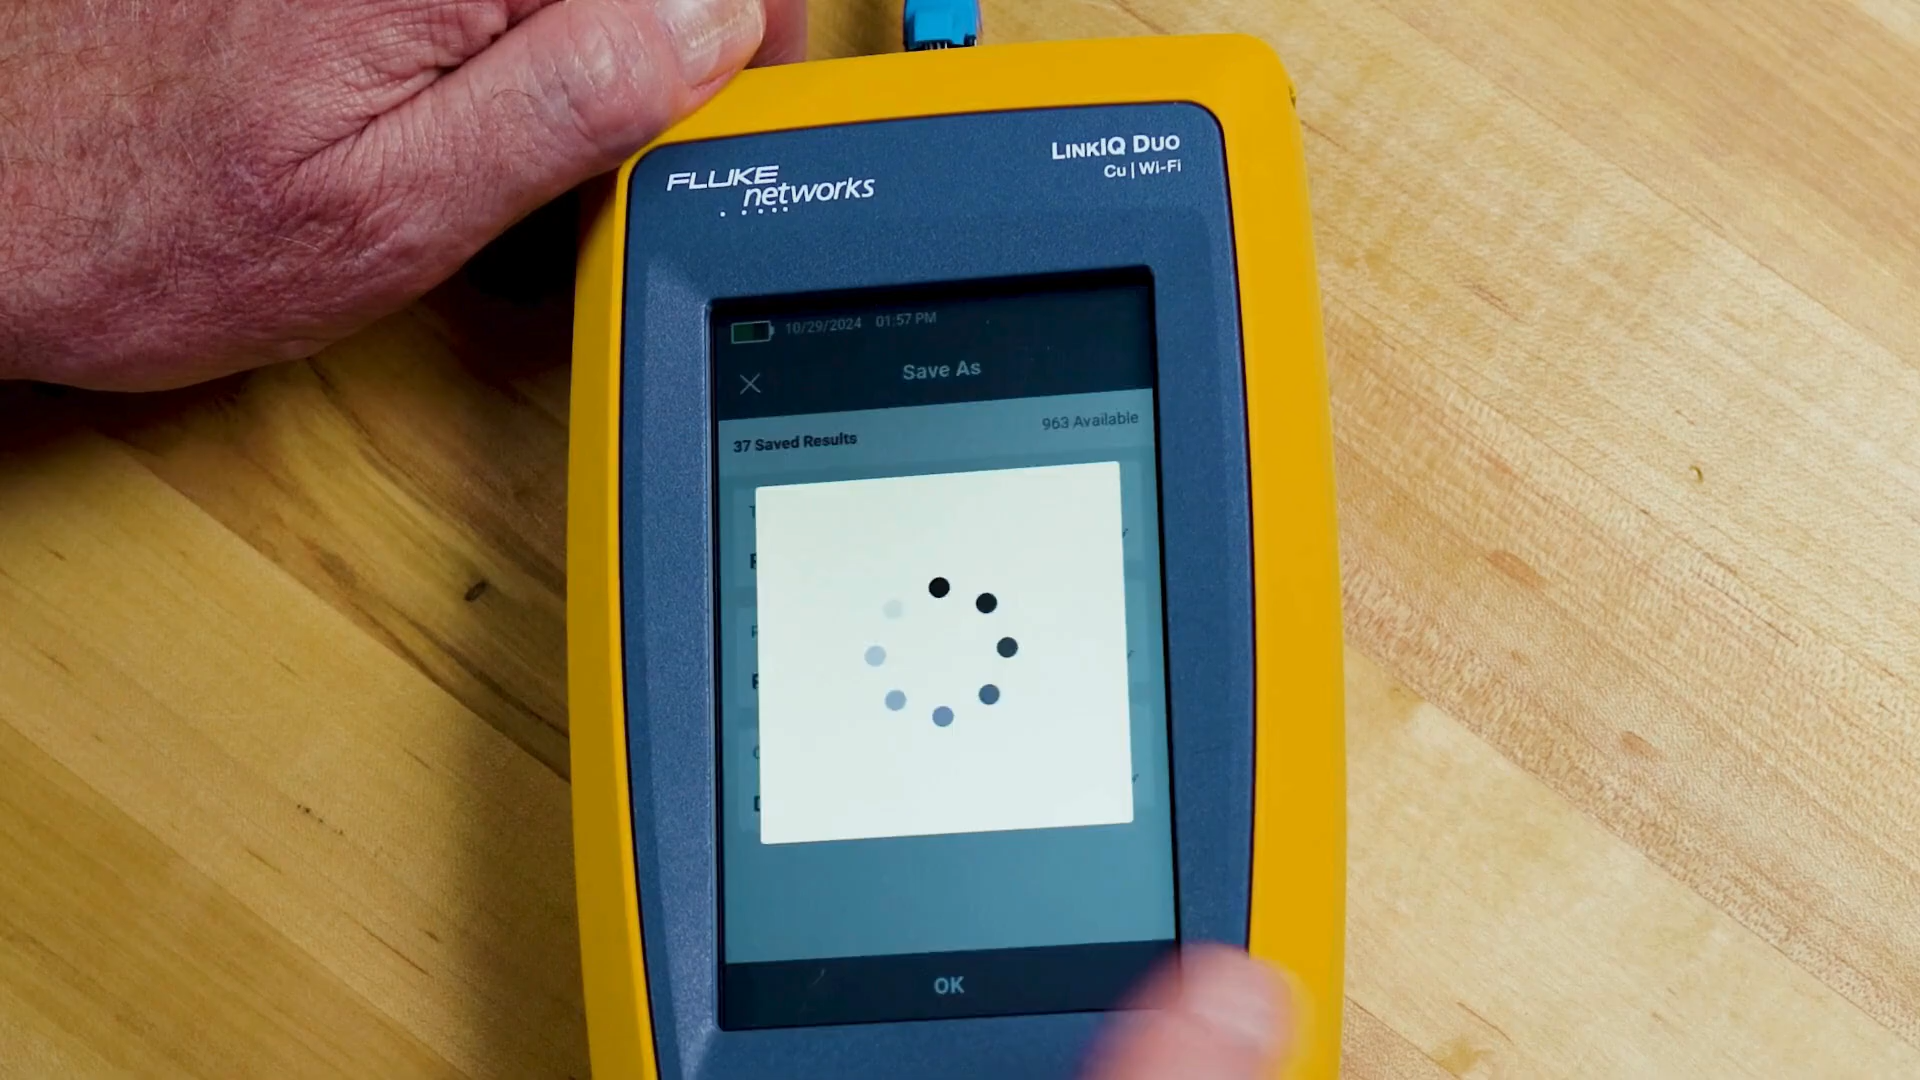 LINKIQ DUO
Cu | Wi-Fi
FLUKE
networks
10/29/2024 01:57 PM
Save As
963 Available
37 Saved Results
OK